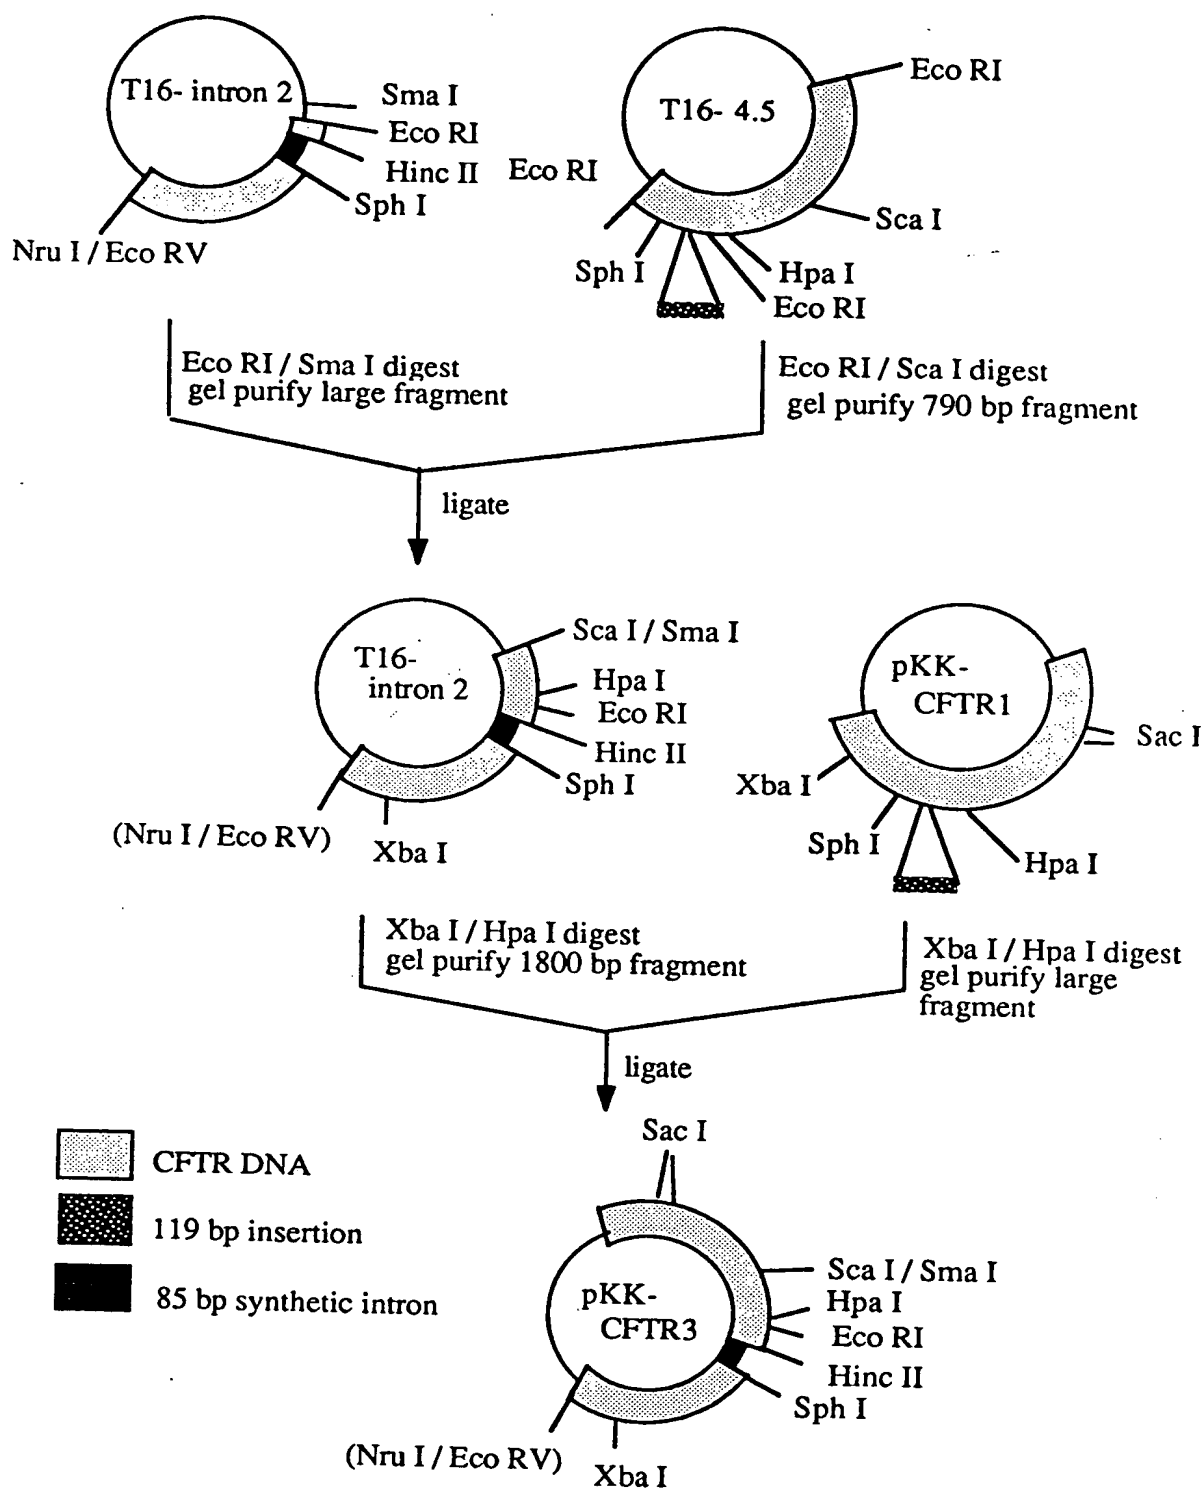 T16- intron 2
Sma I
Eco RI
Hinc II
Sph I
Nru I / Eco RV
T16- 4.5
Eco RI
Eco RI
Sca I
Sph I
Hpa I
Eco RI
Eco RI / Sma I digest
gel purify large fragment
Eco RI / Sca I digest
gel purify 790 bp fragment
ligate
T16-
intron 2
Sca I / Sma I
Hpa I
Eco RI
Hinc II
Sph I
(Nru I / Eco RV)
Xba I
pKK-
CFTR1
Sac I
Xba I
Sph I
Hpa I
Xba I / Hpa I digest
gel purify 1800 bp fragment
Xba I / Hpa I digest
gel purify large
fragment
ligate
CFTR DNA
119 bp insertion
85 bp synthetic intron
Sac I
pKK-
CFTR3
Sca I / Sma I
Hpa I
Eco RI
Hinc II
Sph I
(Nru I / Eco RV)
Xba I